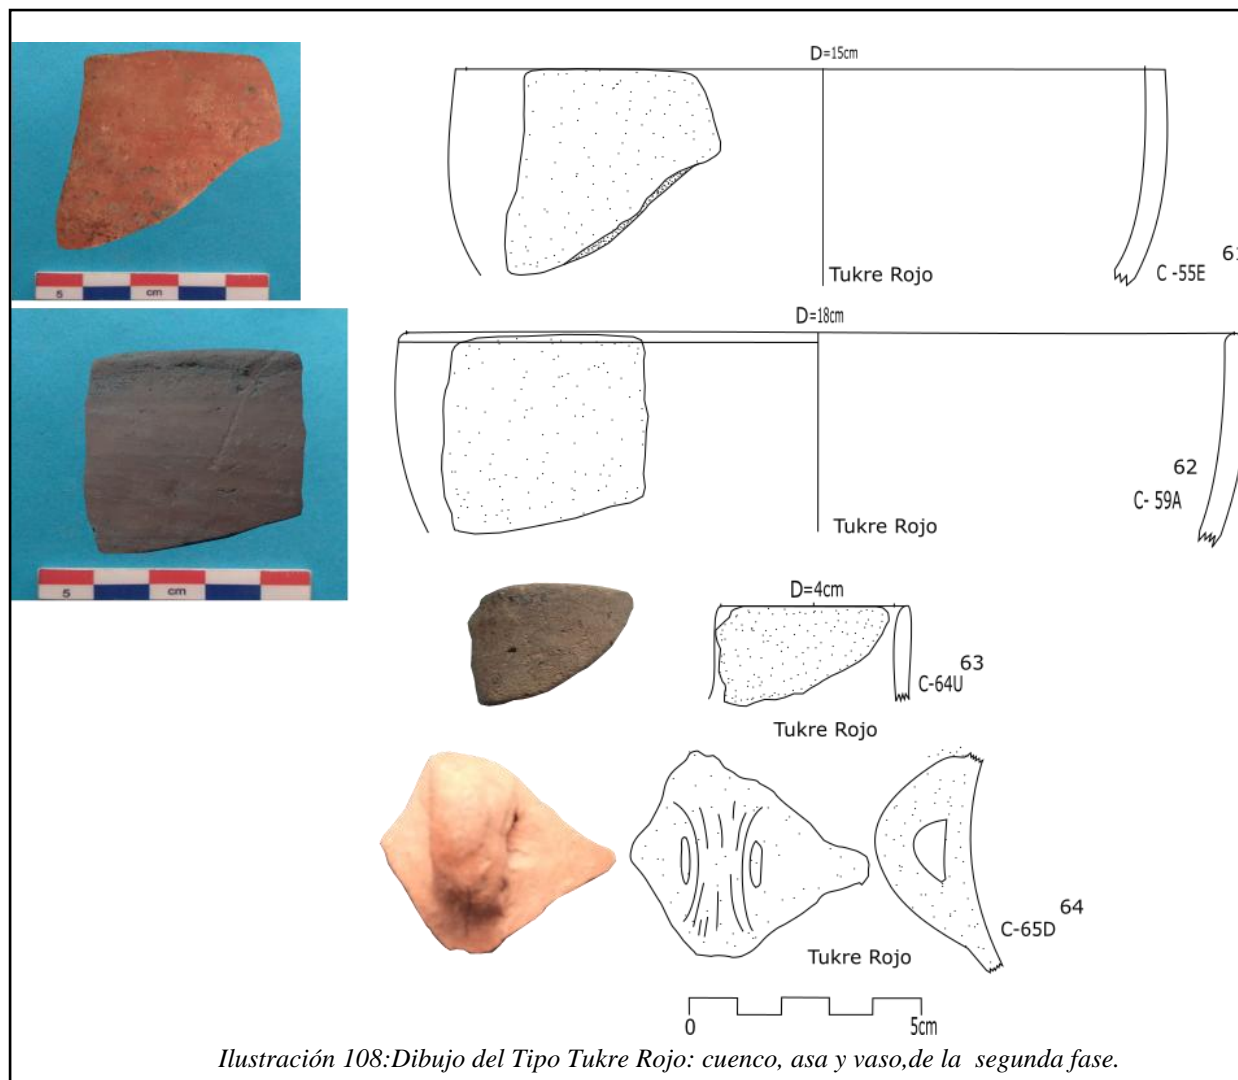 D=15cm
61
Tukre Rojo
C -55E
5 cm
D=18cm
62
C- 59A
Tukre Rojo
5 cm
D=4cm
63
C-64U
Tukre Rojo
64
C-65D
Tukre Rojo
0 5cm
Ilustración 108:Dibujo del Tipo Tukre Rojo: cuenco, asa y vaso,de la segunda fase.